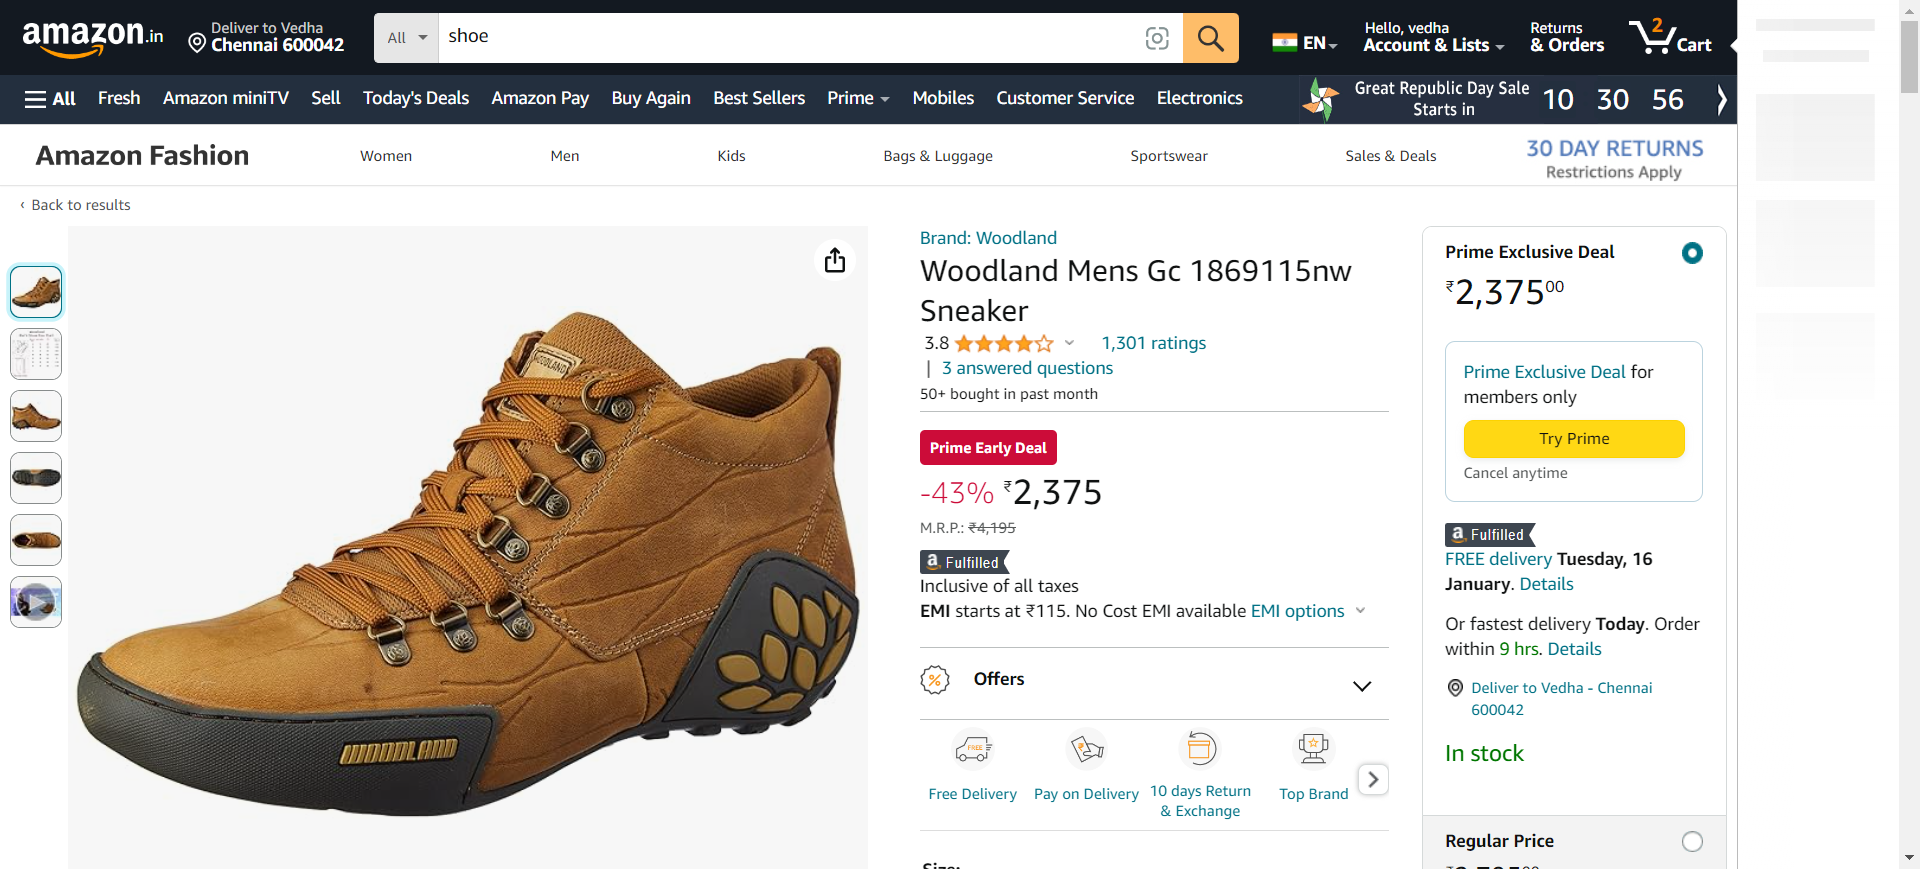 amazon.in
Deliver to Vedha
Chennai 600042
All
shoe
EN
Hello, vedha
Account & Lists
Returns
& Orders
2
Cart
All
Fresh
Amazon miniTV
Sell
Today's Deals
Amazon Pay
Buy Again
Best Sellers
Prime
Mobiles
Customer Service
Electronics
Great Republic Day Sale
Starts in
10 30 56
Amazon Fashion
Women
Men
Kids
Bags & Luggage
Sportswear
Sales & Deals
30 DAY RETURNS
Restrictions Apply
‹ Back to results
WOODLAND
WOODLAND
Brand: Woodland
Woodland Mens Gc 1869115nw
Sneaker
3.8
1,301 ratings
| 3 answered questions
50+ bought in past month
Prime Early Deal
-43% ₹2,375
M.R.P.: ₹4,195
a Fulfilled
Inclusive of all taxes
EMI starts at ₹115. No Cost EMI available EMI options
Offers
FREE
Free Delivery
Pay on Delivery
10 days Return
& Exchange
Top Brand
Size:
Prime Exclusive Deal
₹2,37500
Prime Exclusive Deal for
members only
Try Prime
Cancel anytime
a Fulfilled
FREE delivery Tuesday, 16
January. Details
Or fastest delivery Today. Order
within 9 hrs. Details
Deliver to Vedha - Chennai
600042
In stock
Regular Price